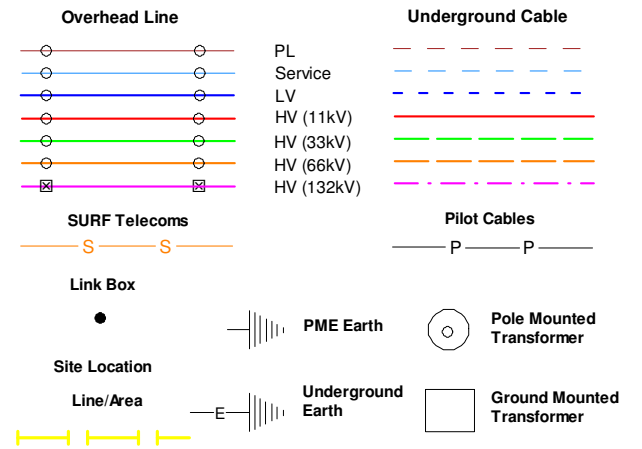 Overhead Line
Underground Cable
PL
Service
LV
HV (11kV)
HV (33kV)
HV (66kV)
HV (132kV)
SURF Telecoms
Pilot Cables
S S
P P
Link Box
PME Earth
Pole Mounted
Transformer
Site Location
Line/Area
E
Underground
Earth
Ground Mounted
Transformer